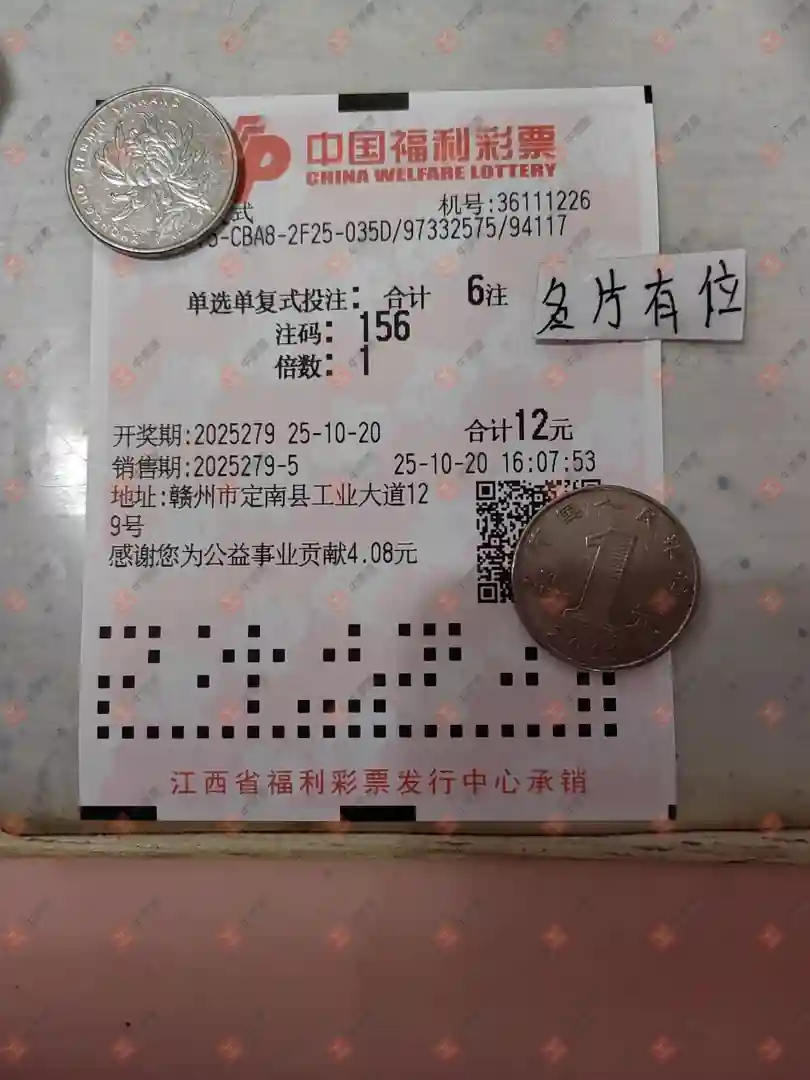 中国福利彩票
CHINA WELFARE LOTTERY
式 机号:36111226
-CBA8-2F25-035D/97332575/94117
单选单复式投注: 合计 6注
名片有位
注码: 156
倍数: 1
开奖期:2025279 25-10-20 合计12元
销售期:2025279-5 25-10-20 16:07:53
地址:赣州市定南县工业大道12
9号
感谢您为公益事业贡献4.08元
1
江西省福利彩票发行中心承销